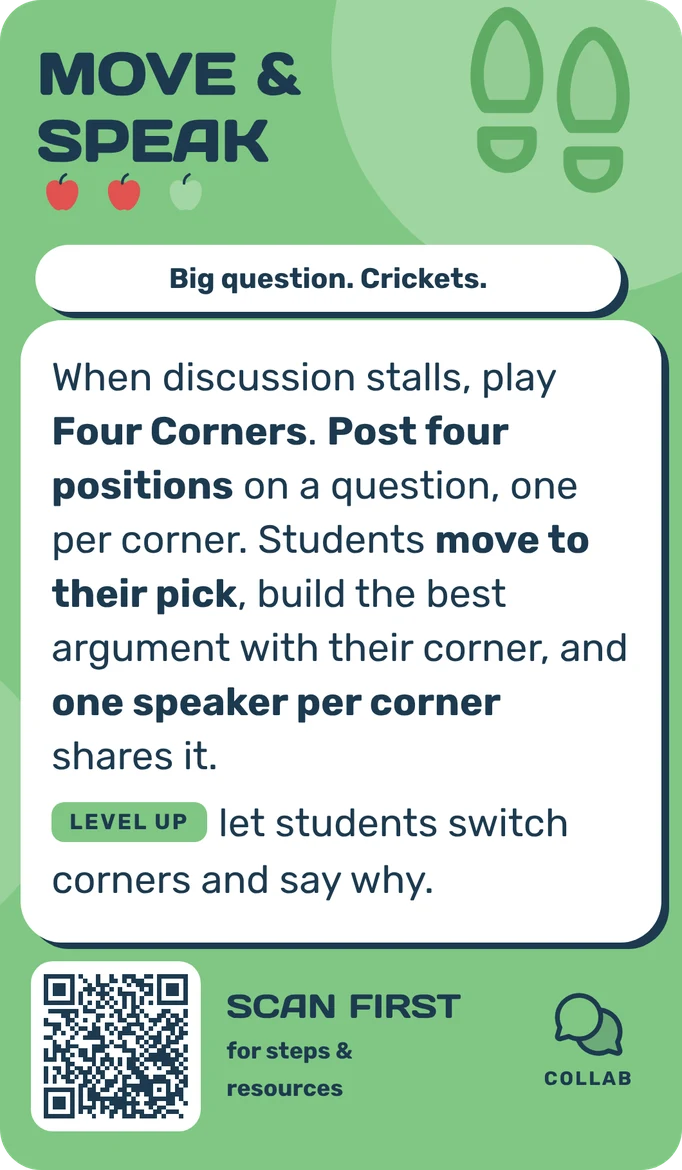 MOVE &
SPEAK
Big question. Crickets.
When discussion stalls, play
Four Corners. Post four
positions on a question, one
per corner. Students move to
their pick, build the best
argument with their corner, and
one speaker per corner
shares it.
LEVEL UP let students switch
corners and say why.
SCAN FIRST
for steps &
resources
COLLAB